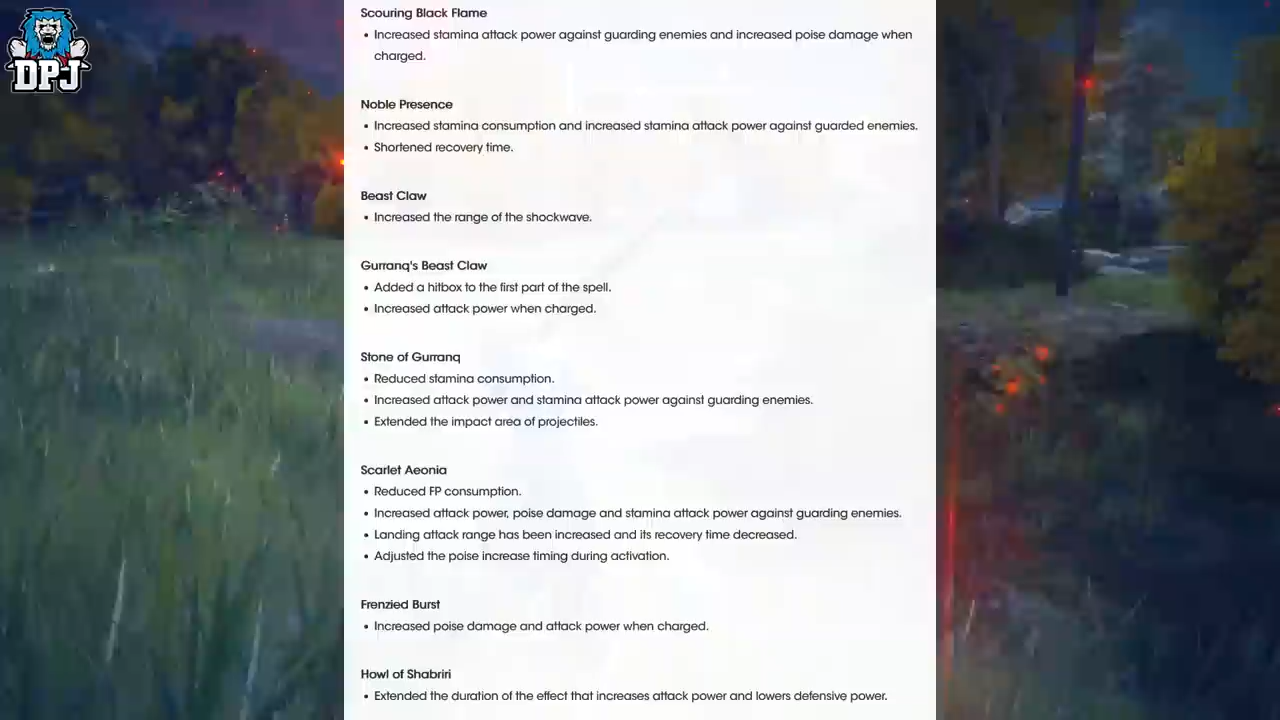 DPJ
Scouring Black Flame
• Increased stamina attack power against guarding enemies and increased poise damage when
charged.
Noble Presence
• Increased stamina consumption and increased stamina attack power against guarded enemies.
• Shortened recovery time.
Beast Claw
• Increased the range of the shockwave.
Gurranq's Beast Claw
• Added a hitbox to the first part of the spell.
• Increased attack power when charged.
Stone of Gurranq
• Reduced stamina consumption.
• Increased attack power and stamina attack power against guarding enemies.
• Extended the impact area of projectiles.
Scarlet Aeonia
• Reduced FP consumption.
• Increased attack power, poise damage and stamina attack power against guarding enemies.
• Landing attack range has been increased and its recovery time decreased.
• Adjusted the poise increase timing during activation.
Frenzied Burst
• Increased poise damage and attack power when charged.
Howl of Shabriri
• Extended the duration of the effect that increases attack power and lowers defensive power.